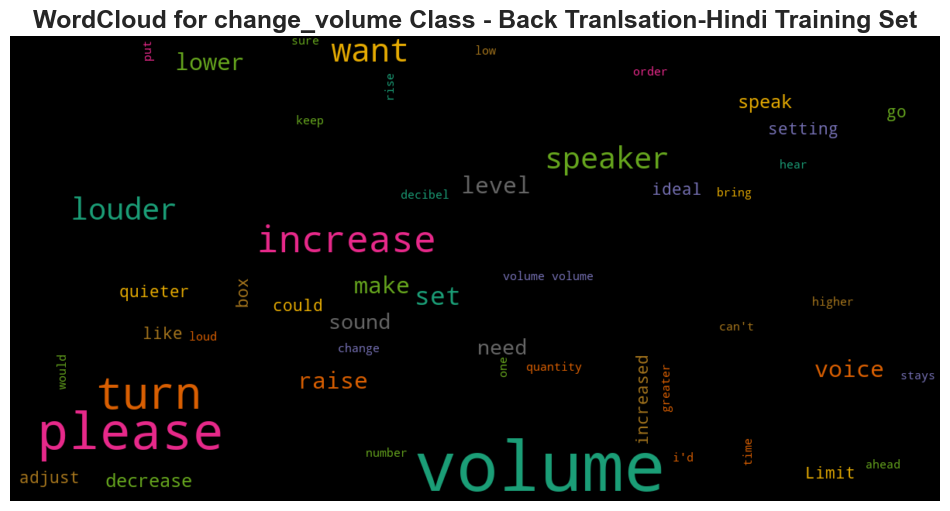 WordCloud for change_volume Class - Back Tranlsation-Hindi Training Set
put
sure
want
low
lower
rise
order
speak
go
keep
setting
speaker
hear
level
ideal
bring
decibel
louder
increase
volume volume
quieter
box
make
set
could
higher
sound
like
loud
can't
change
need
would
one
quantity
voice
stays
raise
turn
increased
greater
please
volume
number
i'd
time
ahead
Limit
adjust
decrease